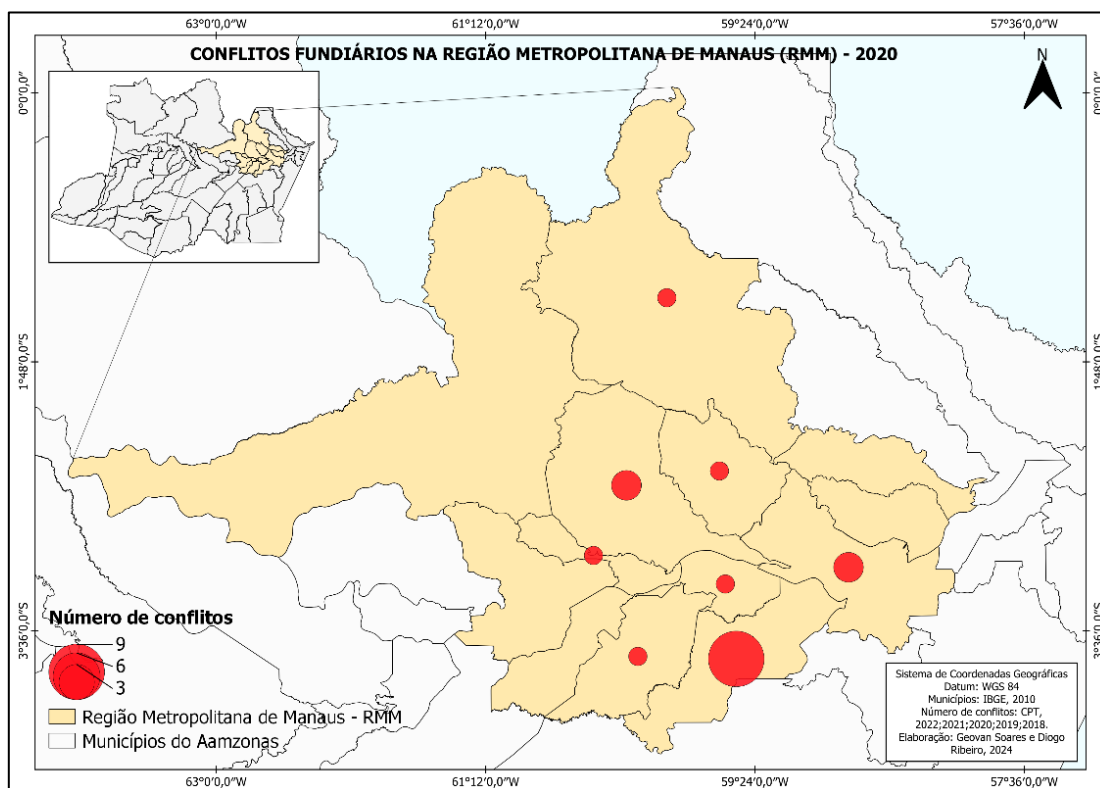 63°0'0,0"W 61°12'0,0"W 59°24'0,0"W 57°36'0,0"W
CONFLITOS FUNDIÁRIOS NA REGIÃO METROPOLITANA DE MANAUS (RMM) - 2020
N
0°0'0,0" 0°0'0,0"
1°48'0,0"S 1°48'0,0"S
3°36'0,0"S 3°36'0,0"S
Número de conflitos
9
6
3
Região Metropolitana de Manaus - RMM
Municípios do Aamzonas
Sistema de Coordenadas Geográficas
Datum: WGS 84
Municípios: IBGE, 2010
Número de conflitos: CPT,
2022;2021;2020;2019;2018.
Elaboração: Geovan Soares e Diogo
Ribeiro, 2024
63°0'0,0"W 61°12'0,0"W 59°24'0,0"W 57°36'0,0"W